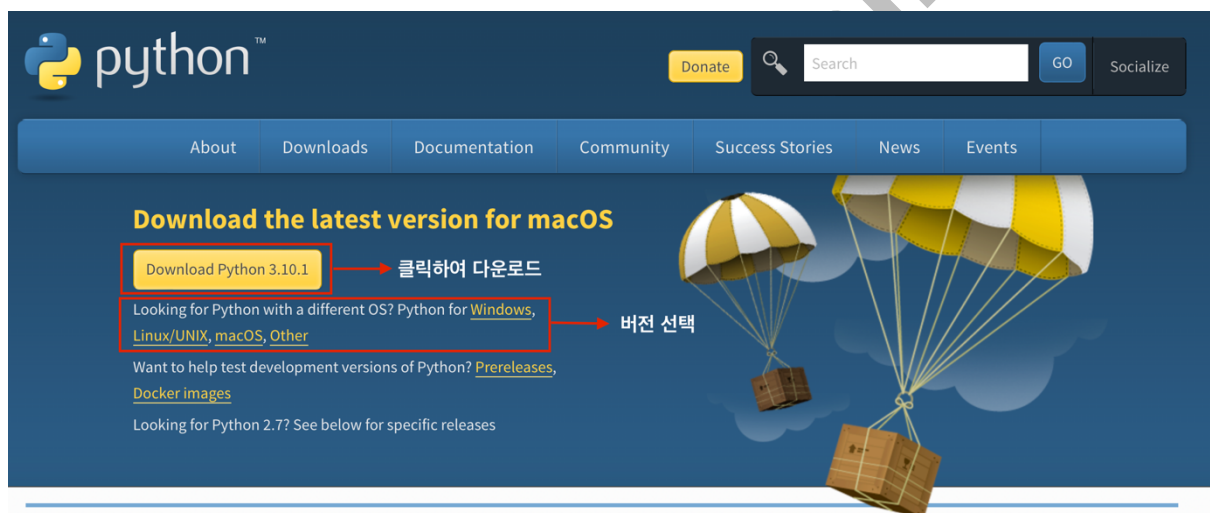 python™
Donate
Search
GO
Socialize
About Downloads Documentation Community Success Stories News Events
Download the latest version for macOS
Download Python 3.10.1
클릭하여 다운로드
Looking for Python with a different OS? Python for Windows,
Linux/UNIX, macOS, Other
버전 선택
Want to help test development versions of Python? Prereleases,
Docker images
Looking for Python 2.7? See below for specific releases